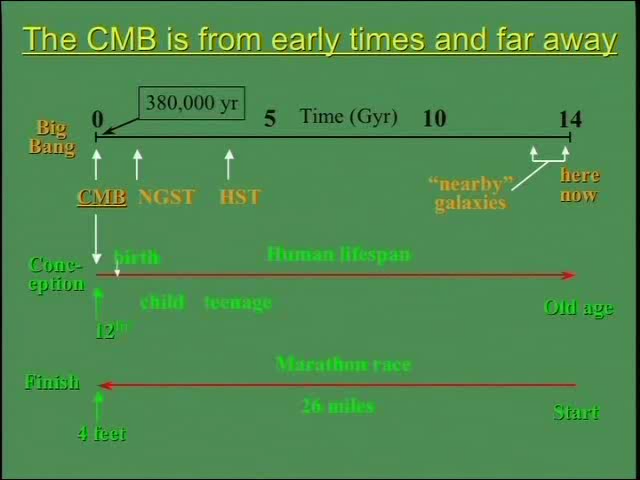 The CMB is from early times and far away
380,000 yr
0 5 Time (Gyr) 10 14
Big
Bang
CMB NGST HST
"nearby"
galaxies
here
now
birth
Human lifespan
Conc-
eption
child teenage
Old age
12hr
Marathon race
Finish
26 miles
Start
4 feet